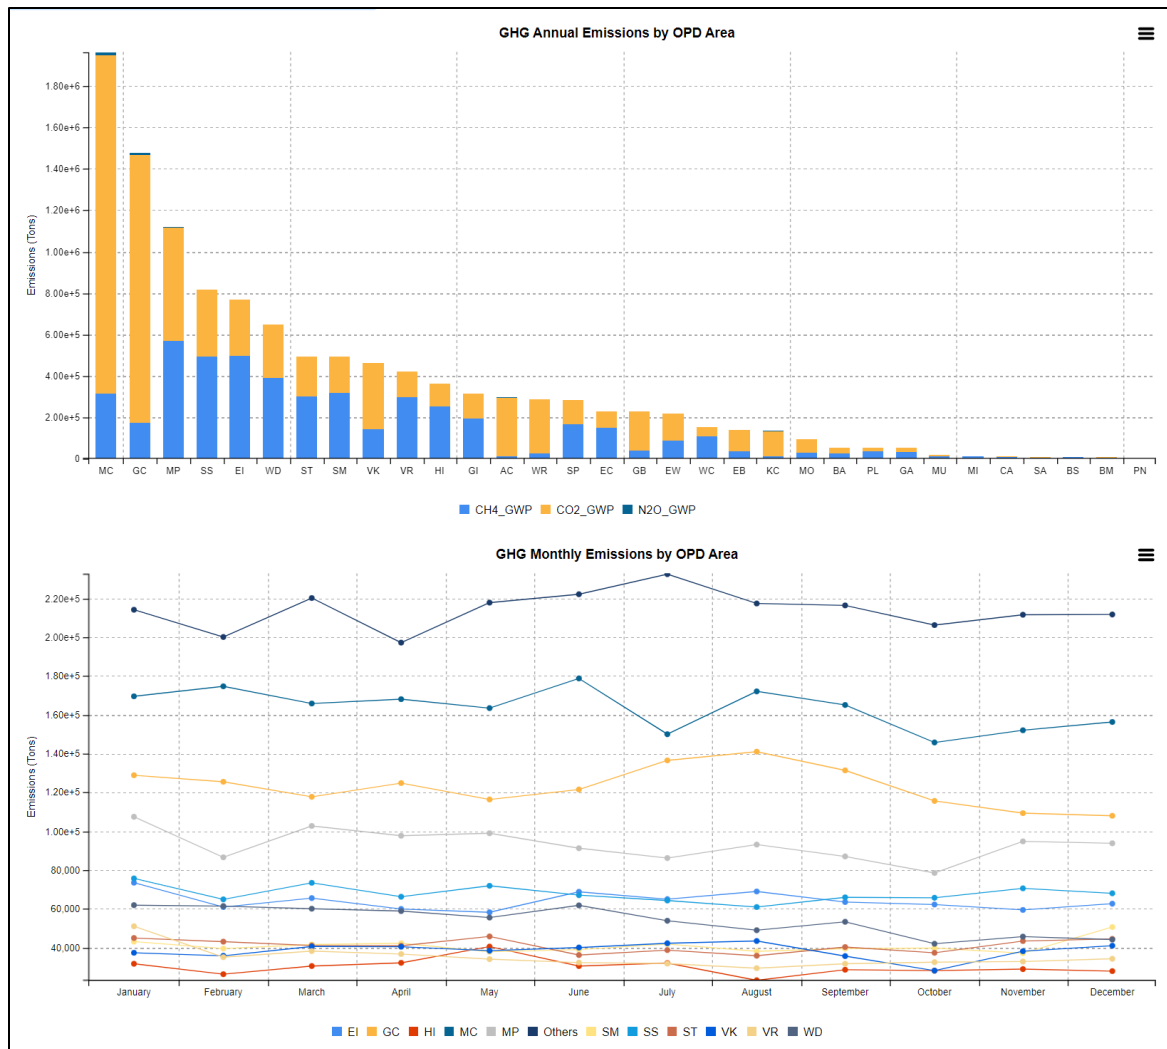 GHG Annual Emissions by OPD Area
Emissions (Tons)
1.80e+6
1.60e+6
1.40e+6
1.20e+6
1.00e+6
8.00e+5
6.00e+5
4.00e+5
2.00e+5
0
MC GC MP SS EI WD ST SM VK VR HI GI AC WR SP EC GB EW WC EB KC MO BA PL GA MU MI CA SA BS BM PN
CH4_GWP CO2_GWP N2O_GWP
GHG Monthly Emissions by OPD Area
Emissions (Tons)
2.20e+5
2.00e+5
1.80e+5
1.60e+5
1.40e+5
1.20e+5
1.00e+5
80,000
60,000
40,000
January February March April May June July August September October November December
EI GC HI MC MP Others SM SS ST VK VR WD